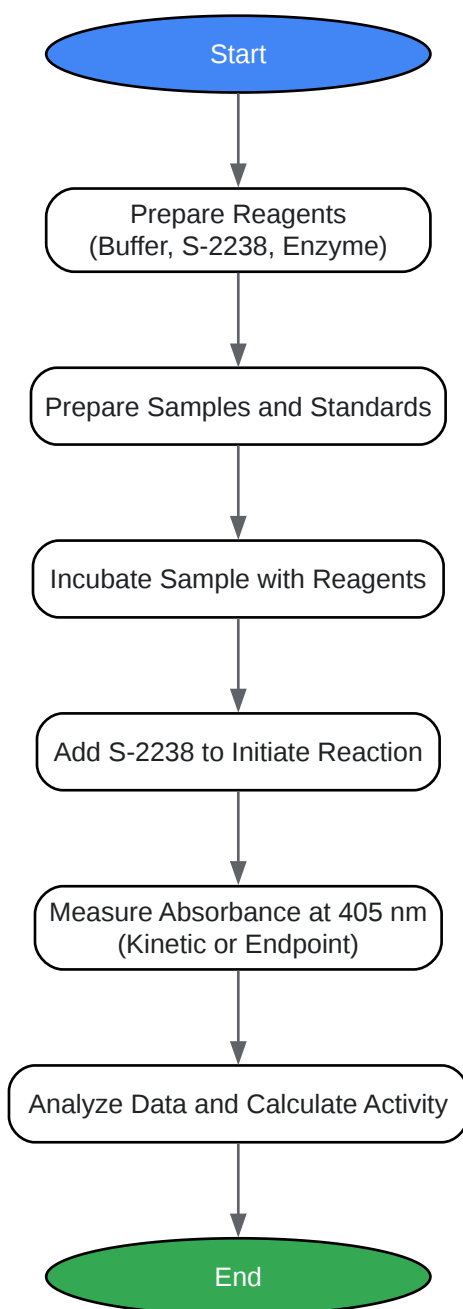 Start
Prepare Reagents
(Buffer, S-2238, Enzyme)
Prepare Samples and Standards
Incubate Sample with Reagents
Add S-2238 to Initiate Reaction
Measure Absorbance at 405 nm
(Kinetic or Endpoint)
Analyze Data and Calculate Activity
End